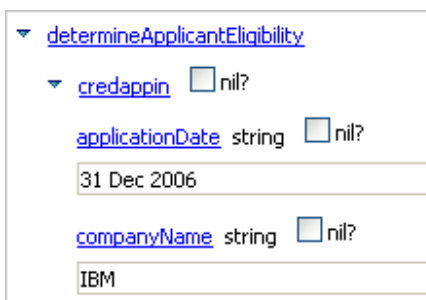 determineApplicantEligibility
credappin nil?
applicationDate string nil?
31 Dec 2006
companyName string nil?
IBM